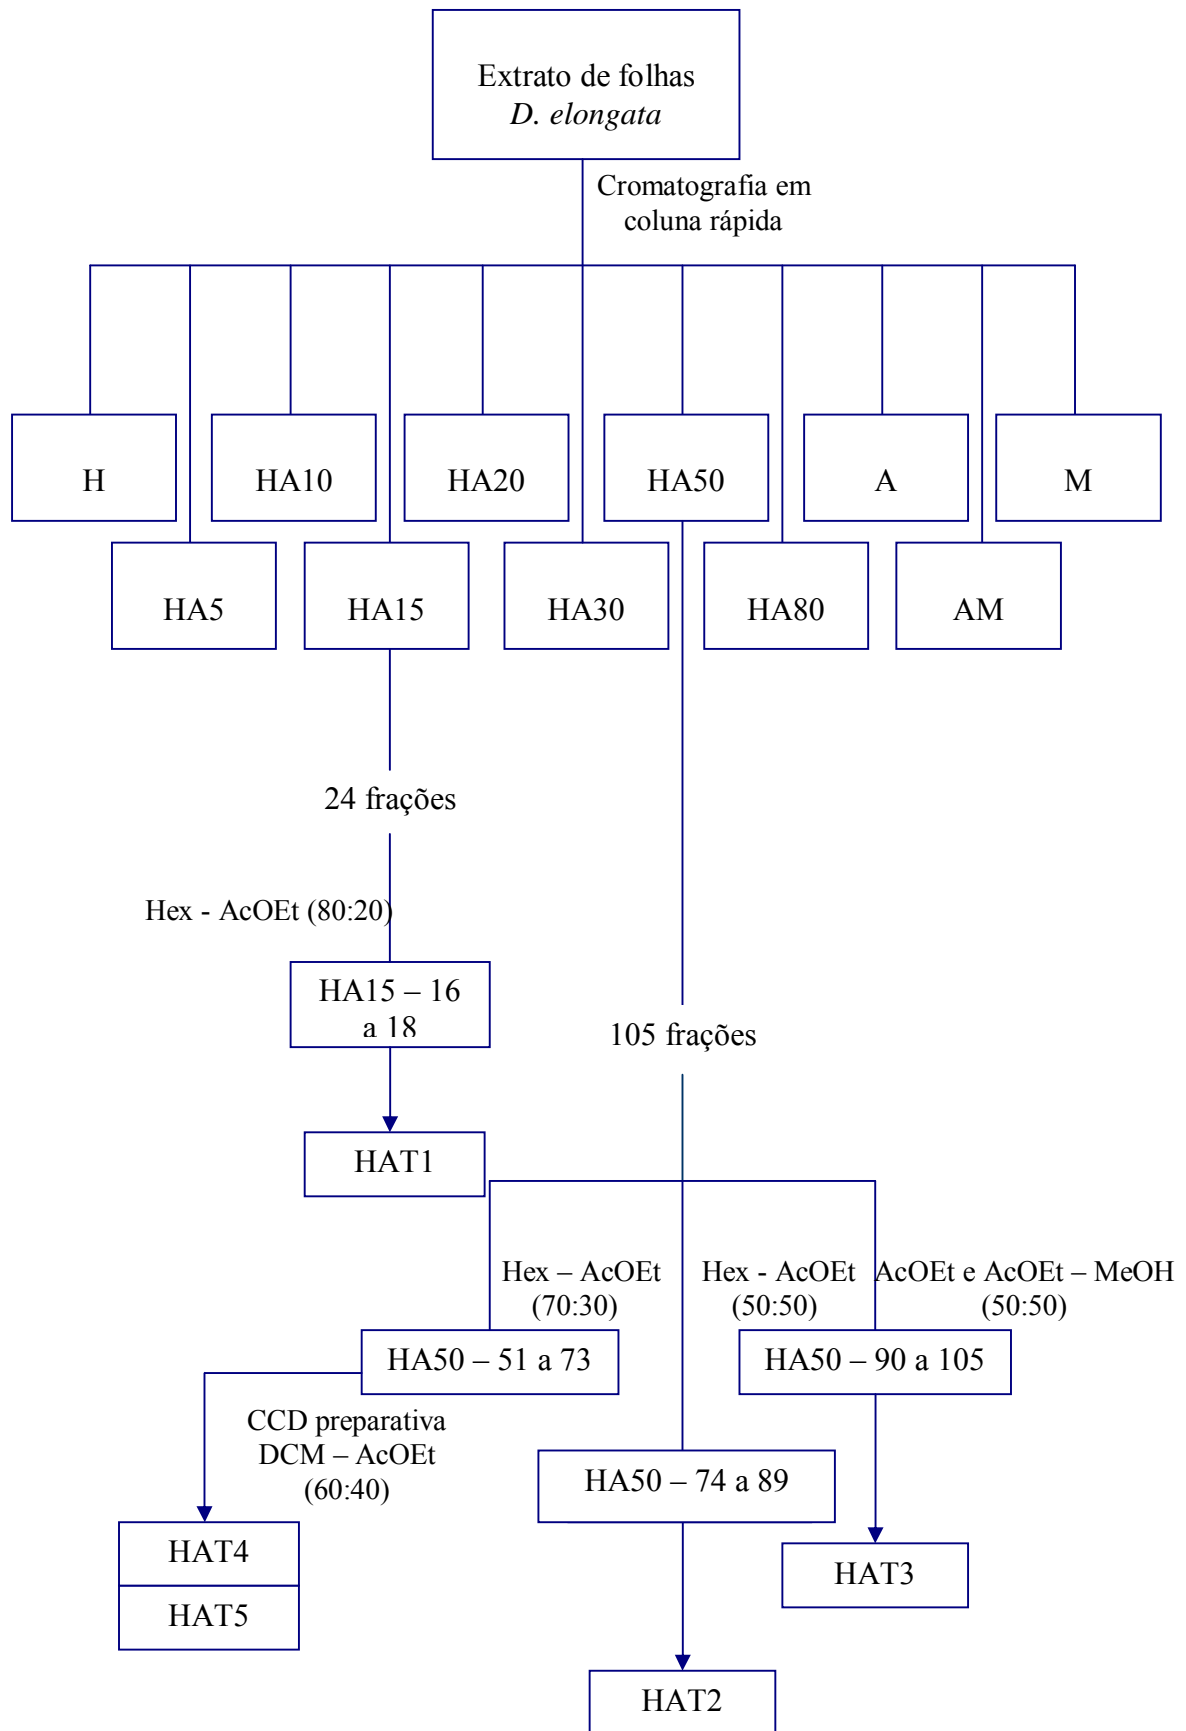 Extrato de folhas
D. elongata
Cromatografia em
coluna rápida
H
HA10
HA20
HA50
A
M
HA5
HA15
HA30
HA80
AM
24 frações
Hex - AcOEt (80:20)
HA15 – 16
a 18
105 frações
HAT1
Hex – AcOEt
(70:30)
Hex - AcOEt
(50:50)
AcOEt e AcOEt – MeOH
(50:50)
HA50 – 51 a 73
HA50 – 90 a 105
CCD preparativa
DCM – AcOEt
(60:40)
HA50 – 74 a 89
HAT4
HAT5
HAT3
HAT2